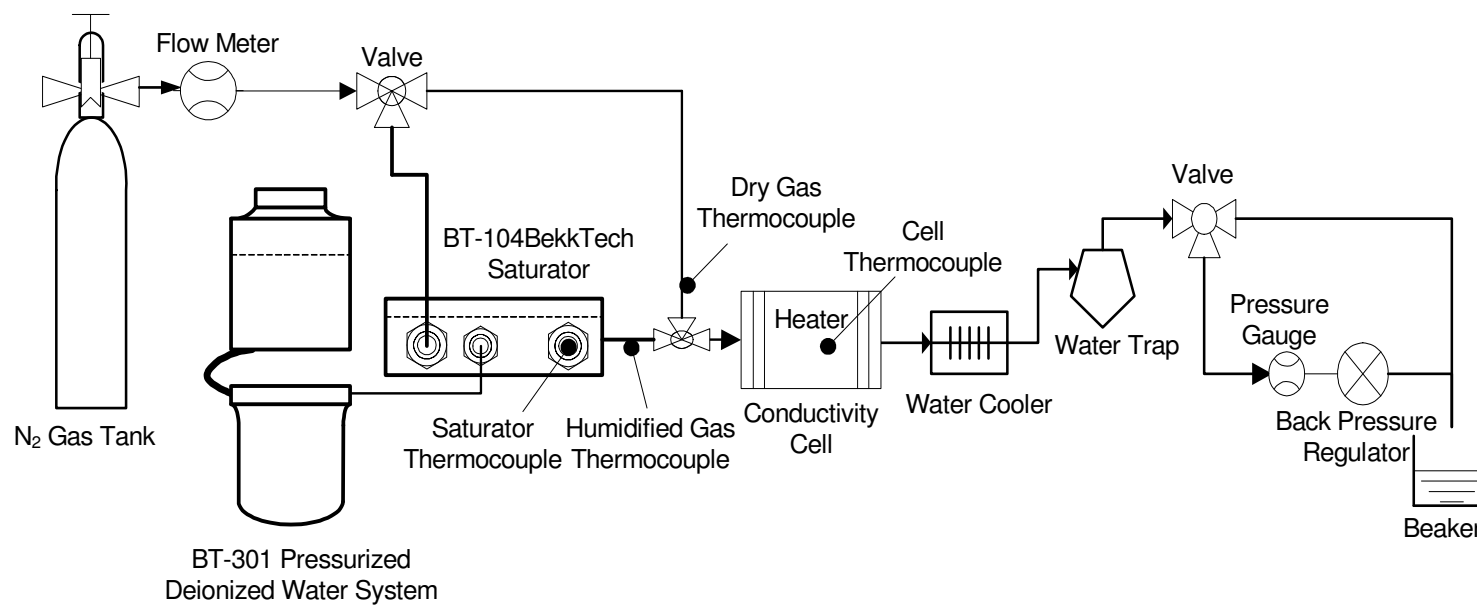 Flow Meter
Valve
N2 Gas Tank
BT-104BekkTech
Saturator
Dry Gas
Thermocouple
Cell
Thermocouple
Heater
Conductivity
Cell
Saturator
Thermocouple
Humidified Gas
Thermocouple
BT-301 Pressurized
Deionized Water System
Water Cooler
Water Trap
Valve
Pressure
Gauge
Back Pressure
Regulator
Beaker